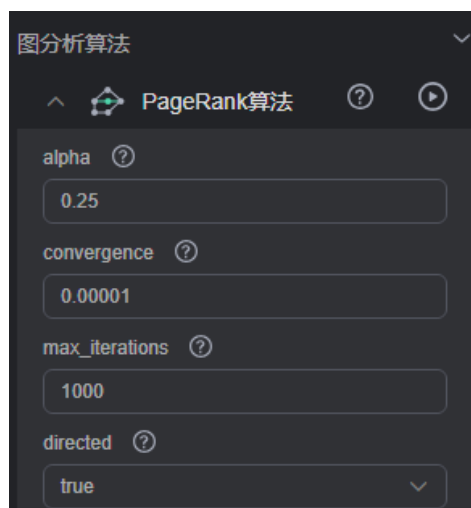 图分析算法
PageRank算法
alpha
0.25
convergence
0.00001
max_iterations
1000
directed
true